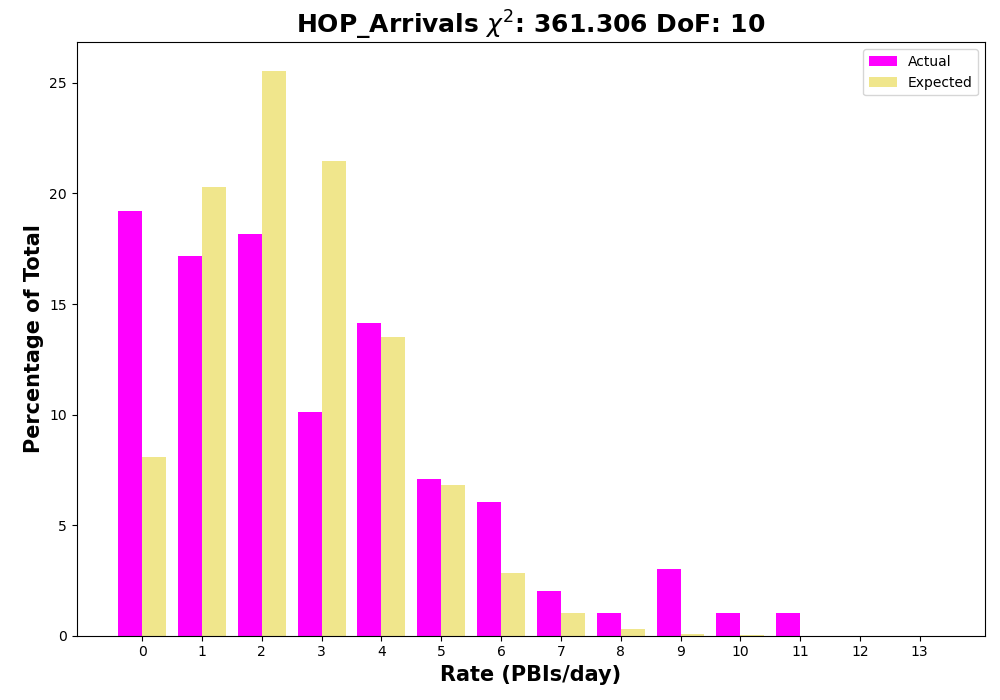 HOP_Arrivals χ²: 361.306 DoF: 10
Actual
Expected
Percentage of Total
25
20
15
10
5
0
0 1 2 3 4 5 6 7 8 9 10 11 12 13
Rate (PBIs/day)